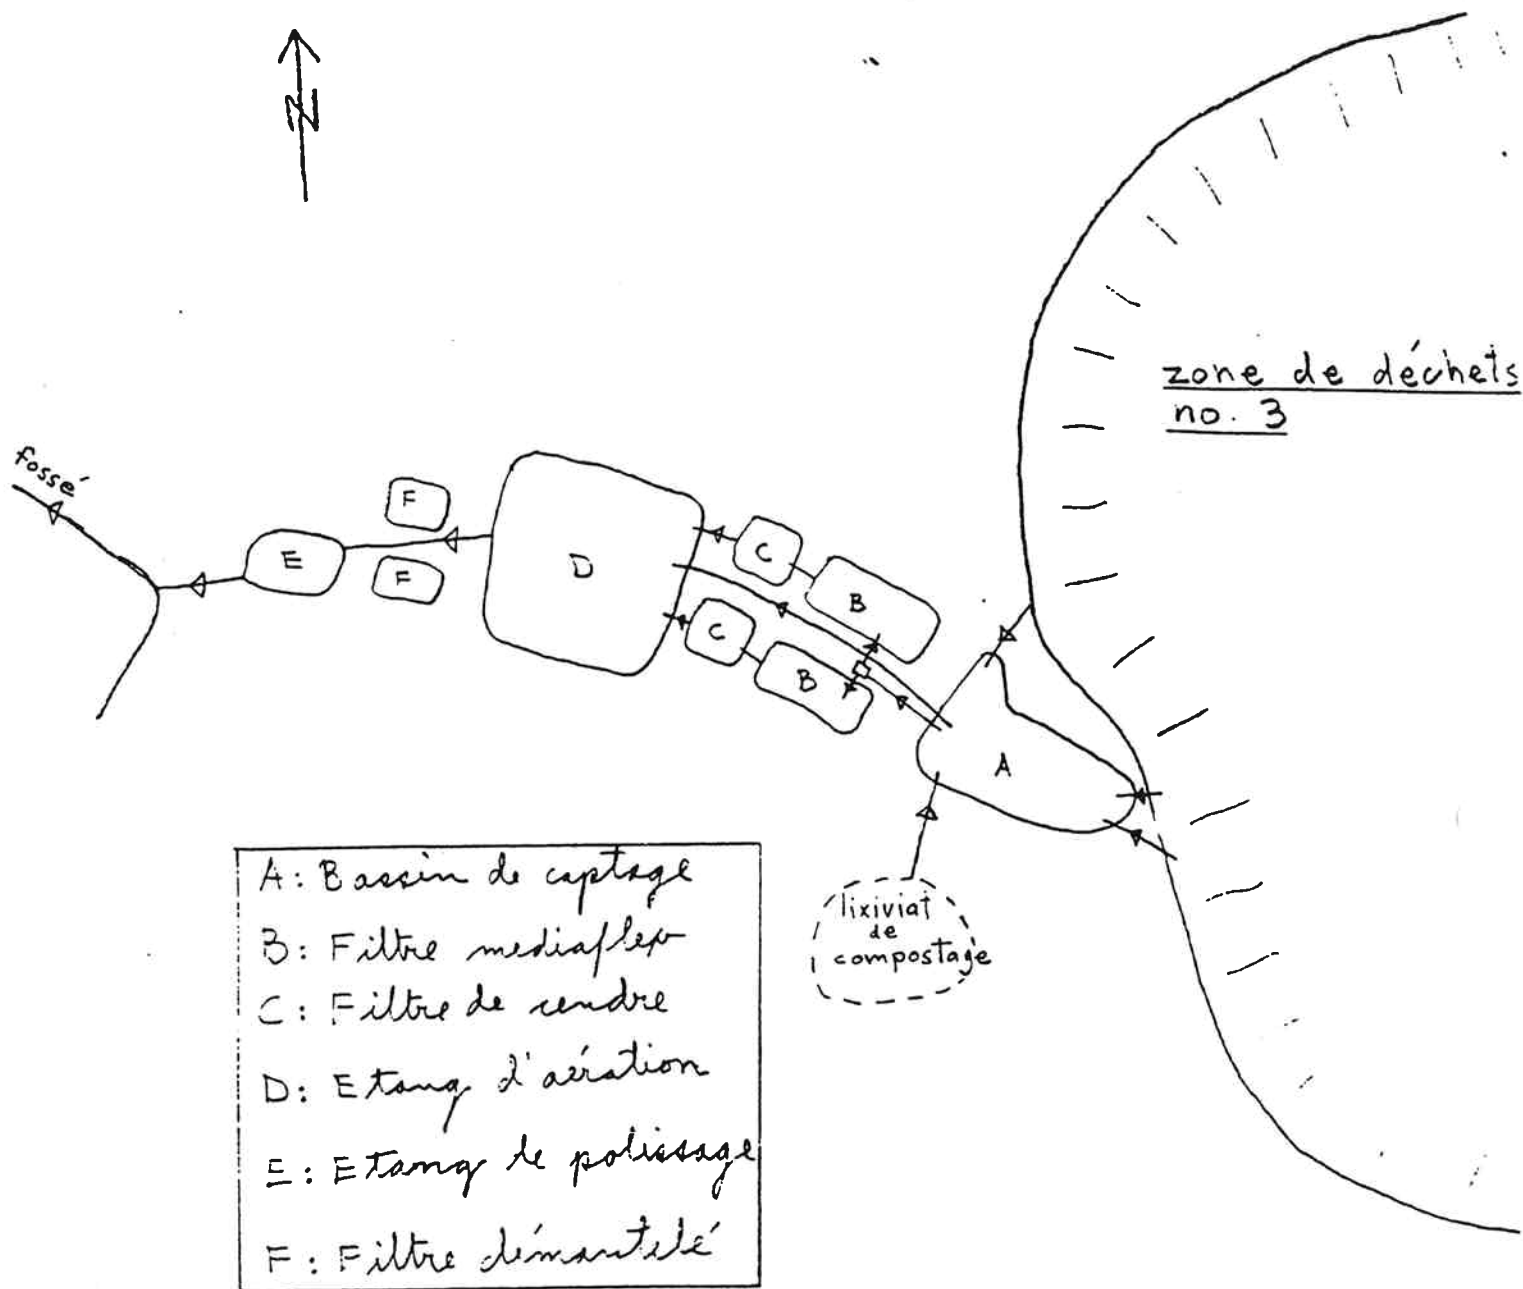 N
zone de déchets
no. 3
fossé
F
F
E
D
C
B
C
B
A
lixiviat
de
compostage
A: Bassin de captage
B: Filtre mediaflex
C: Filtre de cendre
D: Etang d'aération
E: Etang de polissage
F: Filtre démantelé